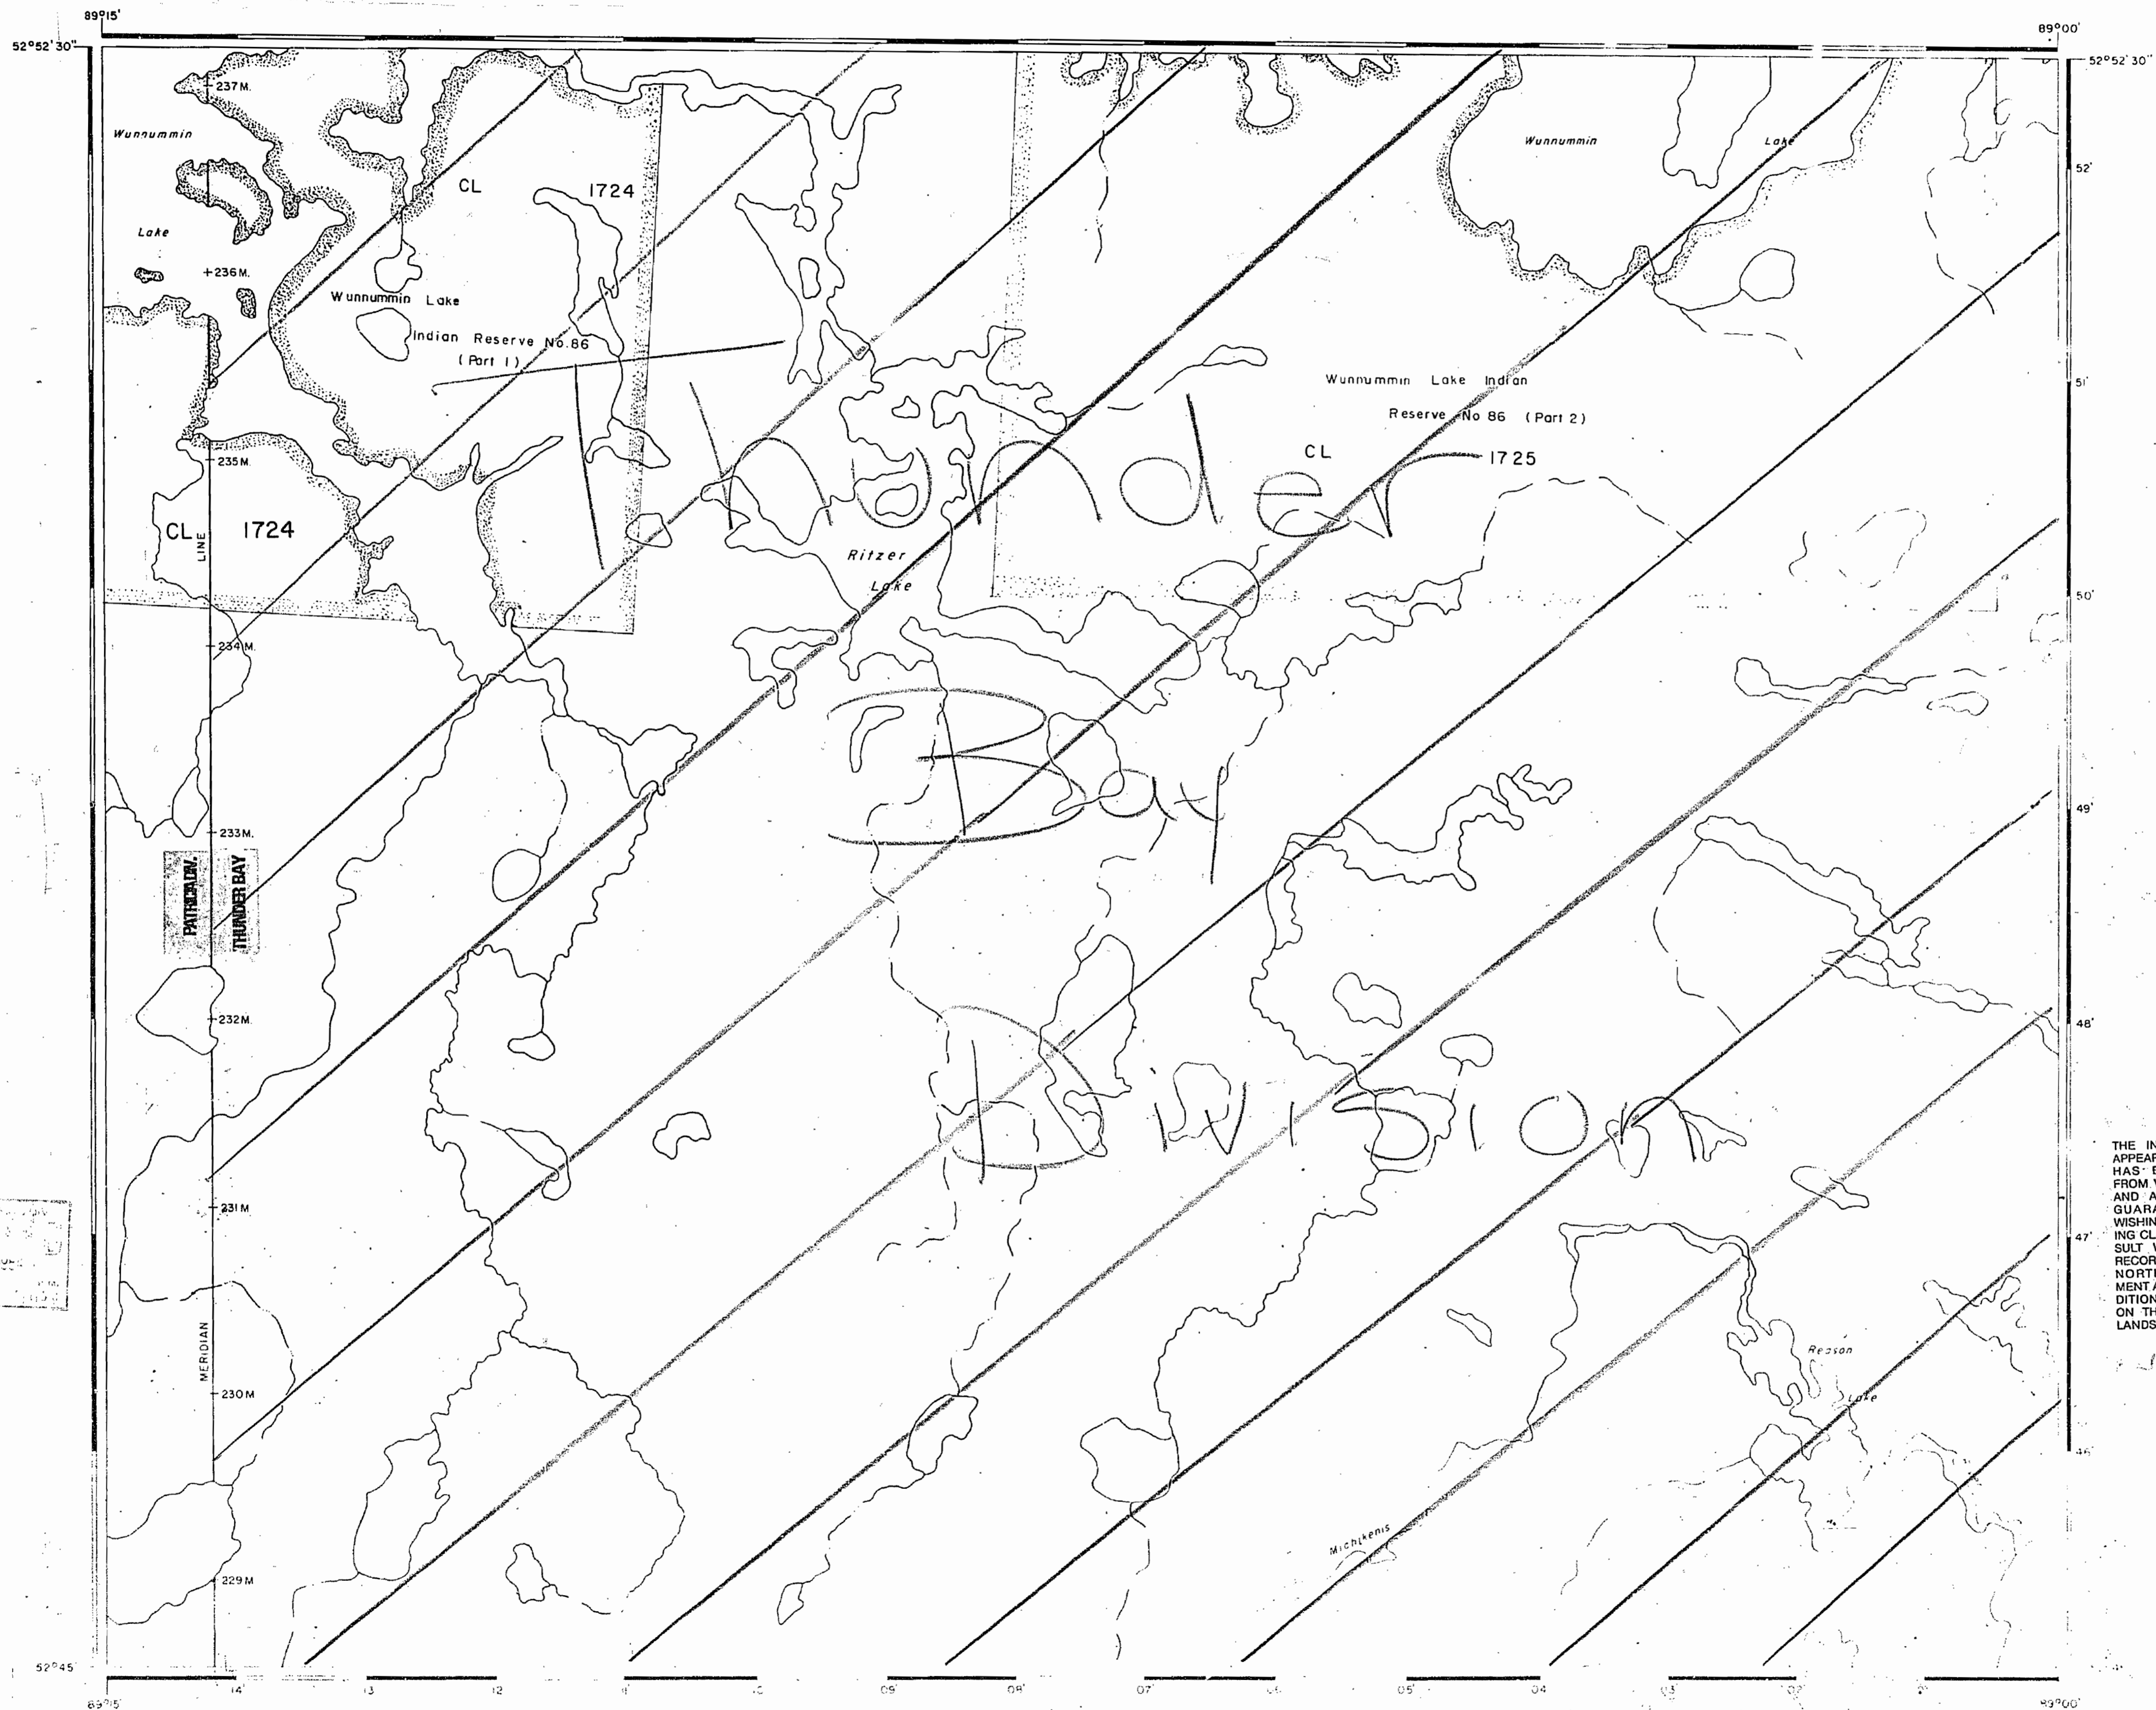 89°15'
89°00'
52°52'30"
52°52'30"
237M.
Wunnummin
Lake
Wunnummin
Lake
52'
CL
1724
236M.
Wunnummin Lake
Indian Reserve No.86
(Part 1)
51'
Wunnummin Lake Indian
Reserve No 86 (Part 2)
CL
1725
Thunder
235M.
CL
1724
LINE
Ritzer
Lake
50'
234M.
Bay
49'
233M.
PATRICIA DIV.
THUNDER BAY
232M.
48'
Division
231M
47'
THE IN
APPEAR
HAS
FROM
AND A
GUARA
WISHIN
ING CL
SULT
RECOR
NORT
MENT A
DITION
ON TH
LANDS
MERIDIAN
230M
Reason
Lake
46'
Michikenis
229M
52°45'
14'
13
12
10
09'
08'
07
05'
04
03
02
89°15'
89°00'